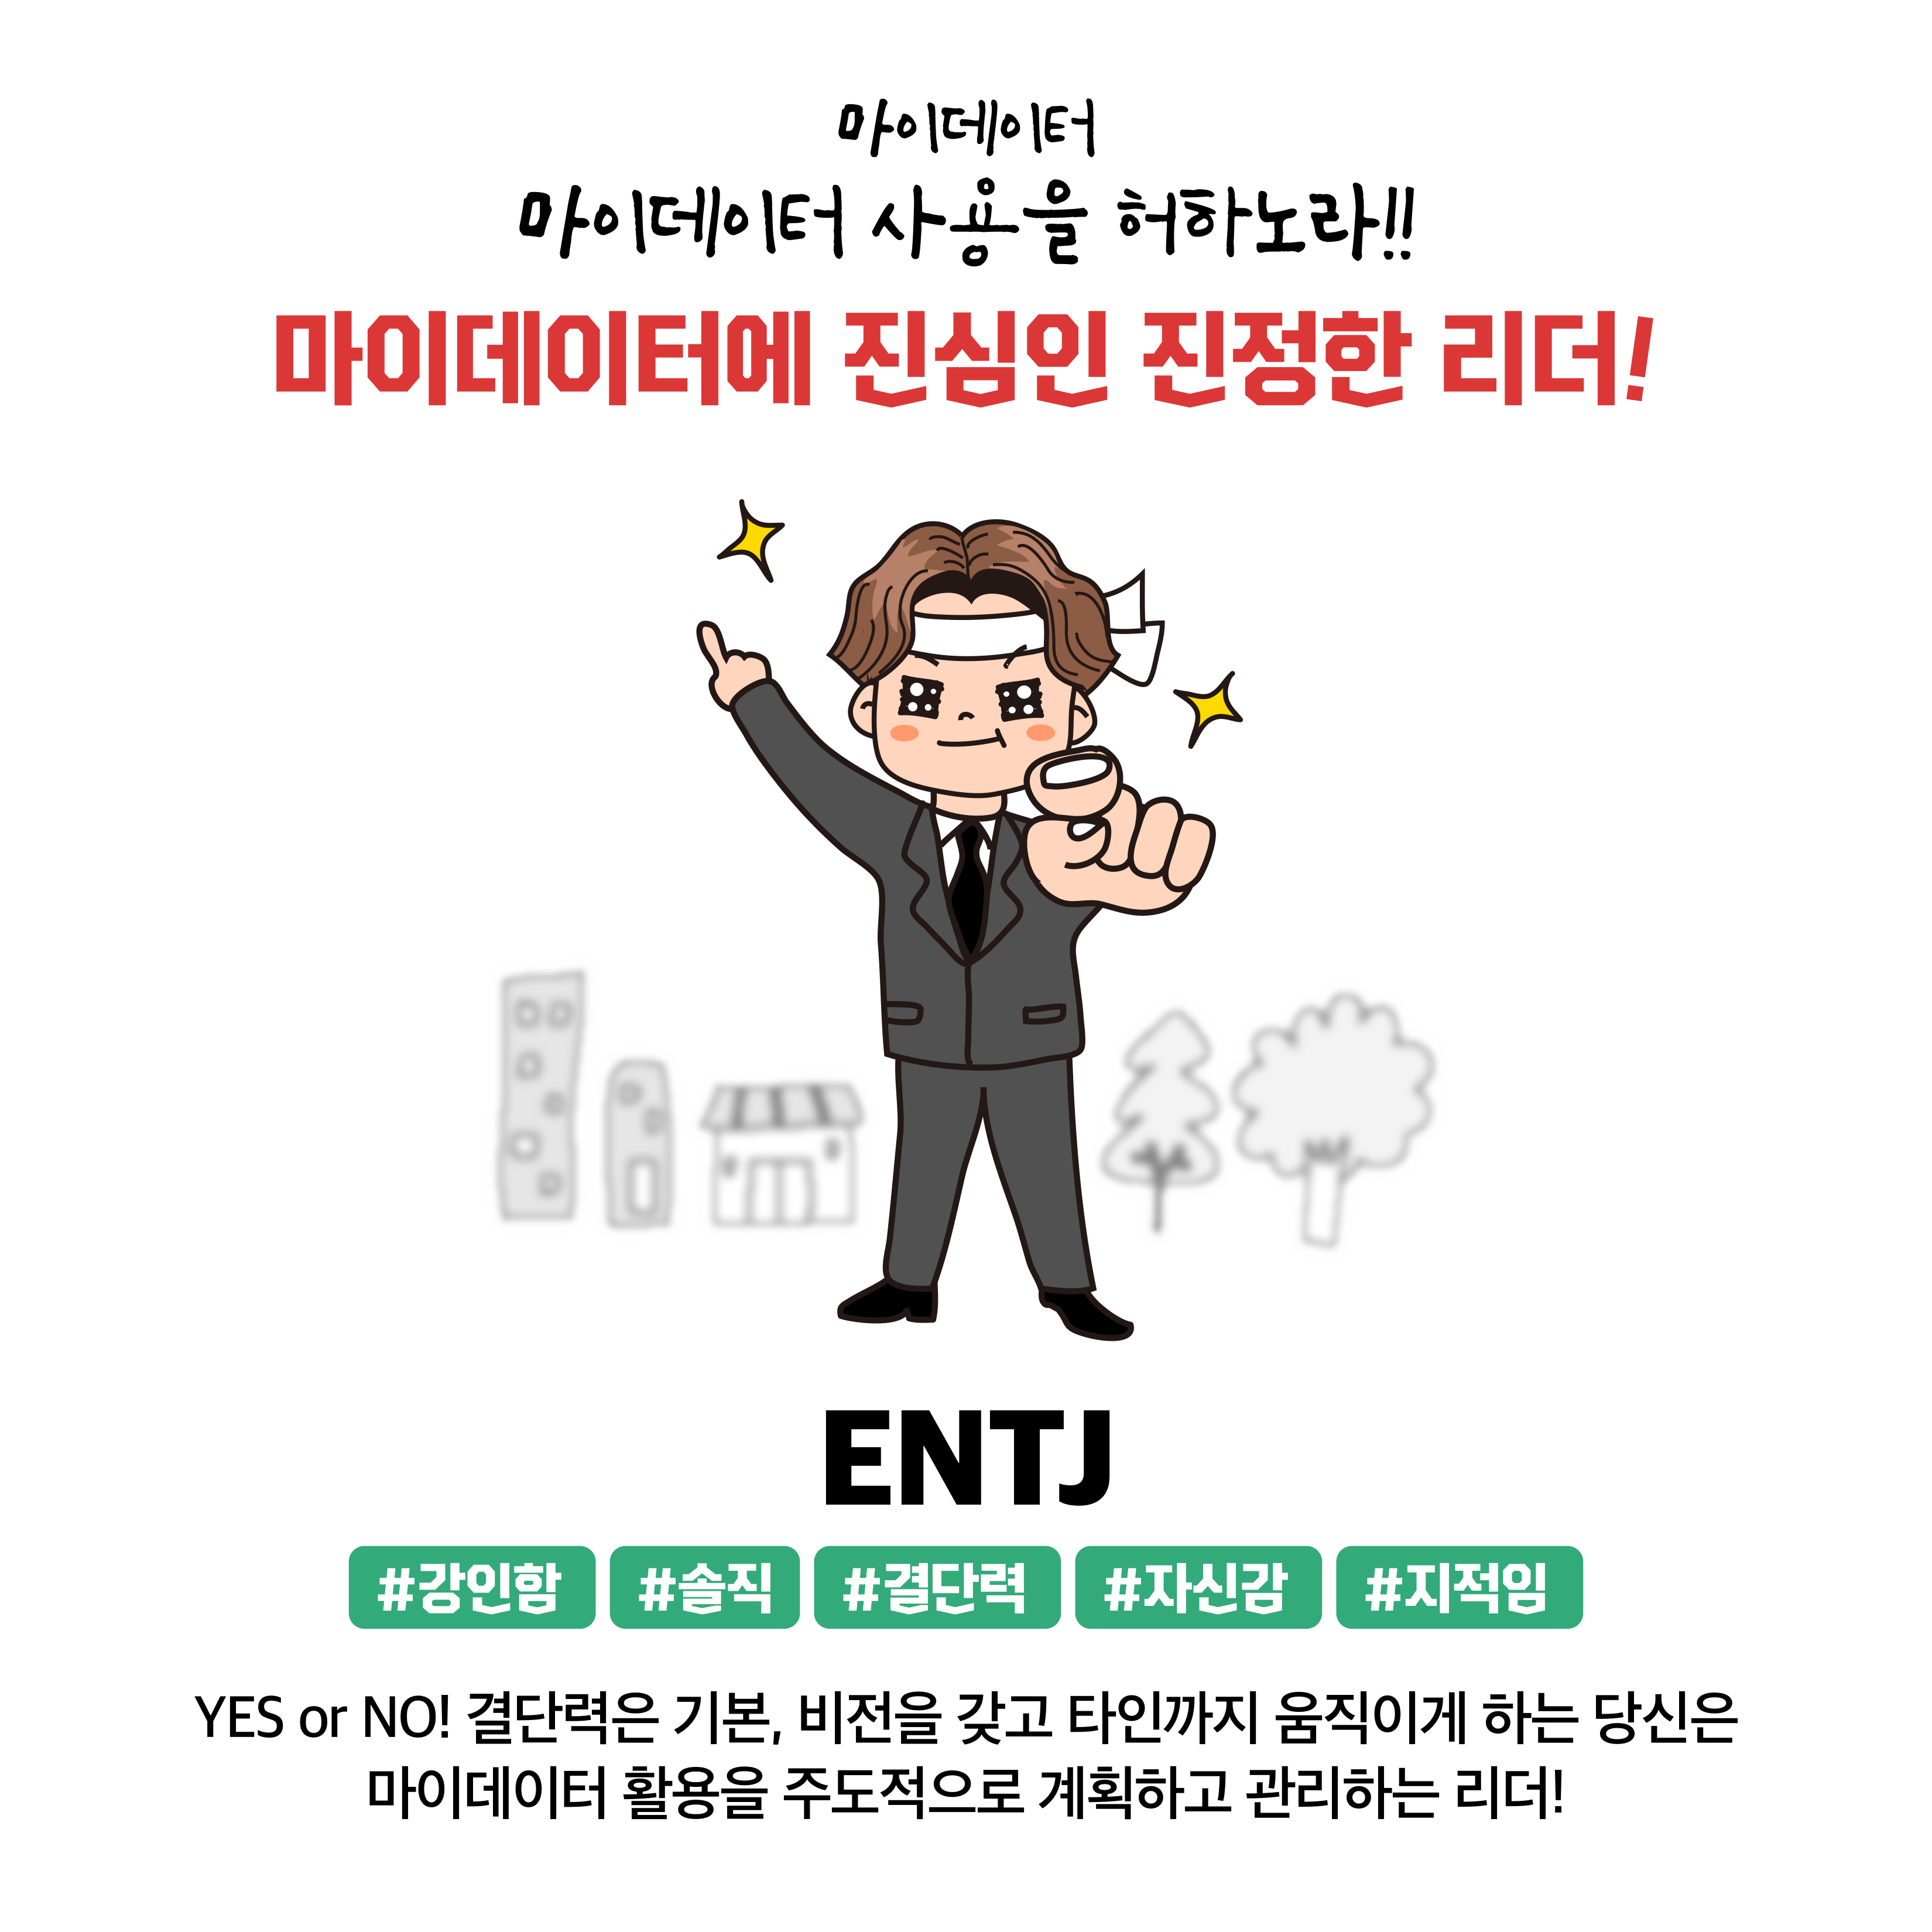 마이데이터
마이데이터 사용을 허하노라!!
마이데이터에 진심인 진정한 리더!
ENTJ
#강인함 #솔직 #결단력 #자신감 #지적임
YES or NO! 결단력은 기본, 비전을 갖고 타인까지 움직이게 하는 당신은
마이데이터 활용을 주도적으로 계획하고 관리하는 리더!